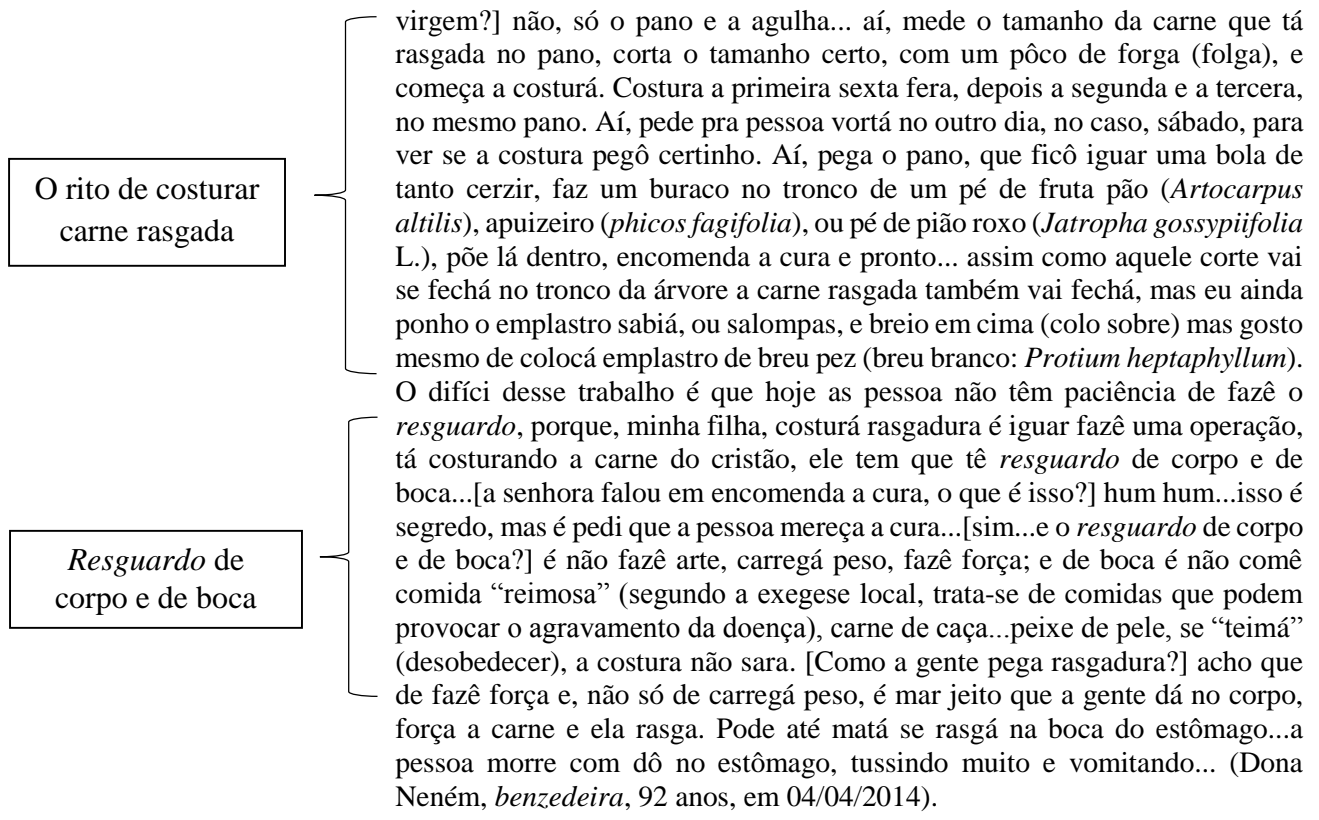 virgem?] não, só o pano e a agulha... aí, mede o tamanho da carne que tá
rasgada no pano, corta o tamanho certo, com um pôco de forga (folga), e
começa a costurá. Costura a primeira sexta fera, depois a segunda e a tercera,
no mesmo pano. Aí, pede pra pessoa vortá no outro dia, no caso, sábado, para
ver se a costura pegô certinho. Aí, pega o pano, que ficô iguar uma bola de
tanto cerzir, faz um buraco no tronco de um pé de fruta pão (Artocarpus
altilis), apuizeiro (phicos fagifolia), ou pé de pião roxo (Jatropha gossypiifolia
L.), põe lá dentro, encomenda a cura e pronto... assim como aquele corte vai
se fechá no tronco da árvore a carne rasgada também vai fechá, mas eu ainda
ponho o emplastro sabiá, ou salompas, e breio em cima (colo sobre) mas gosto
mesmo de colocá emplastro de breu pez (breu branco: Protium heptaphyllum).
O difíci desse trabalho é que hoje as pessoa não têm paciência de fazê o
resguardo, porque, minha filha, costurá rasgadura é iguar fazê uma operação,
tá costurando a carne do cristão, ele tem que tê resguardo de corpo e de
boca...[a senhora falou em encomenda a cura, o que é isso?] hum hum...isso é
segredo, mas é pedi que a pessoa mereça a cura...[sim...e o resguardo de corpo
e de boca?] é não fazê arte, carregá peso, fazê força; e de boca é não comê
comida “reimosa” (segundo a exegese local, trata-se de comidas que podem
provocar o agravamento da doença), carne de caça...peixe de pele, se “teimá”
(desobedecer), a costura não sara. [Como a gente pega rasgadura?] acho que
de fazê força e, não só de carregá peso, é mar jeito que a gente dá no corpo,
força a carne e ela rasga. Pode até matá se rasgá na boca do estômago...a
pessoa morre com dô no estômago, tussindo muito e vomitando... (Dona
Neném, benzedeira, 92 anos, em 04/04/2014).
O rito de costurar
carne rasgada
Resguardo de
corpo e de boca